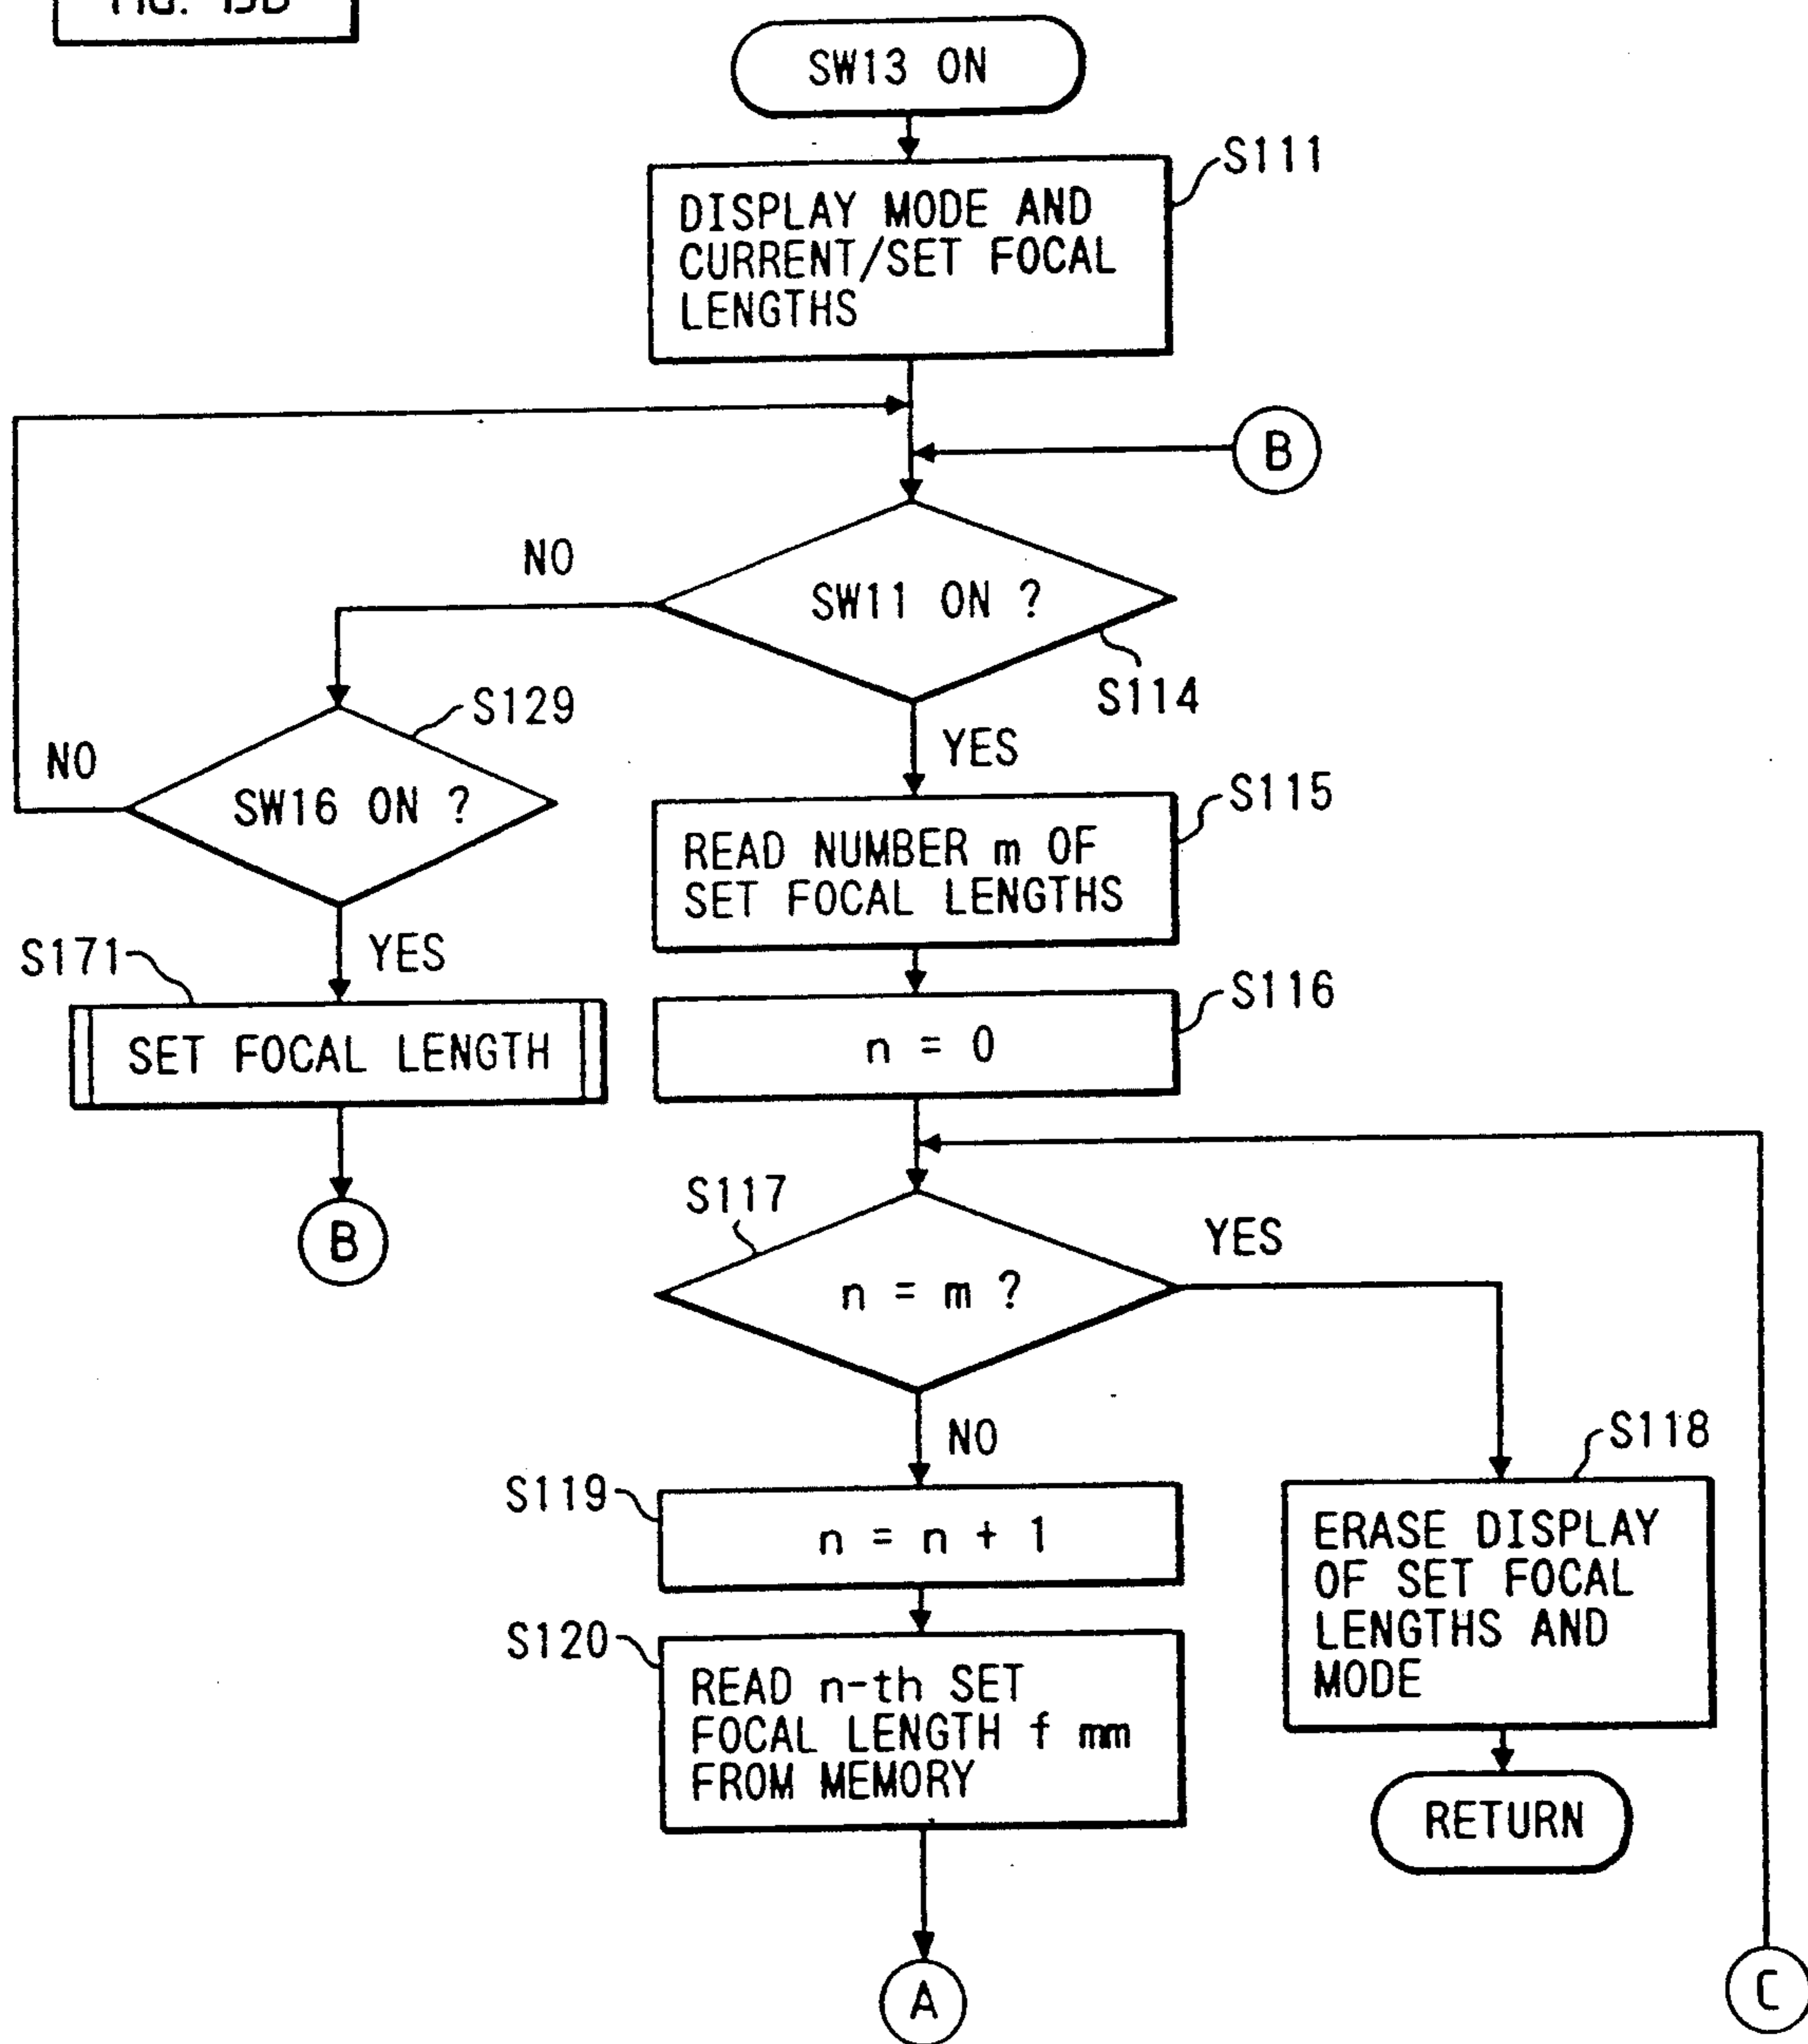 SW13 ON
S111
DISPLAY MODE AND
CURRENT/SET FOCAL
LENGTHS
B
NO
SW11 ON ?
S114
S129
NO
YES
SW16 ON ?
S115
READ NUMBER m OF
SET FOCAL LENGTHS
S171
YES
S116
SET FOCAL LENGTH
n = 0
S117
YES
B
n = m ?
NO
S118
S119
n = n + 1
ERASE DISPLAY
OF SET FOCAL
LENGTHS AND
MODE
S120
READ n-th SET
FOCAL LENGTH f mm
FROM MEMORY
RETURN
A
C